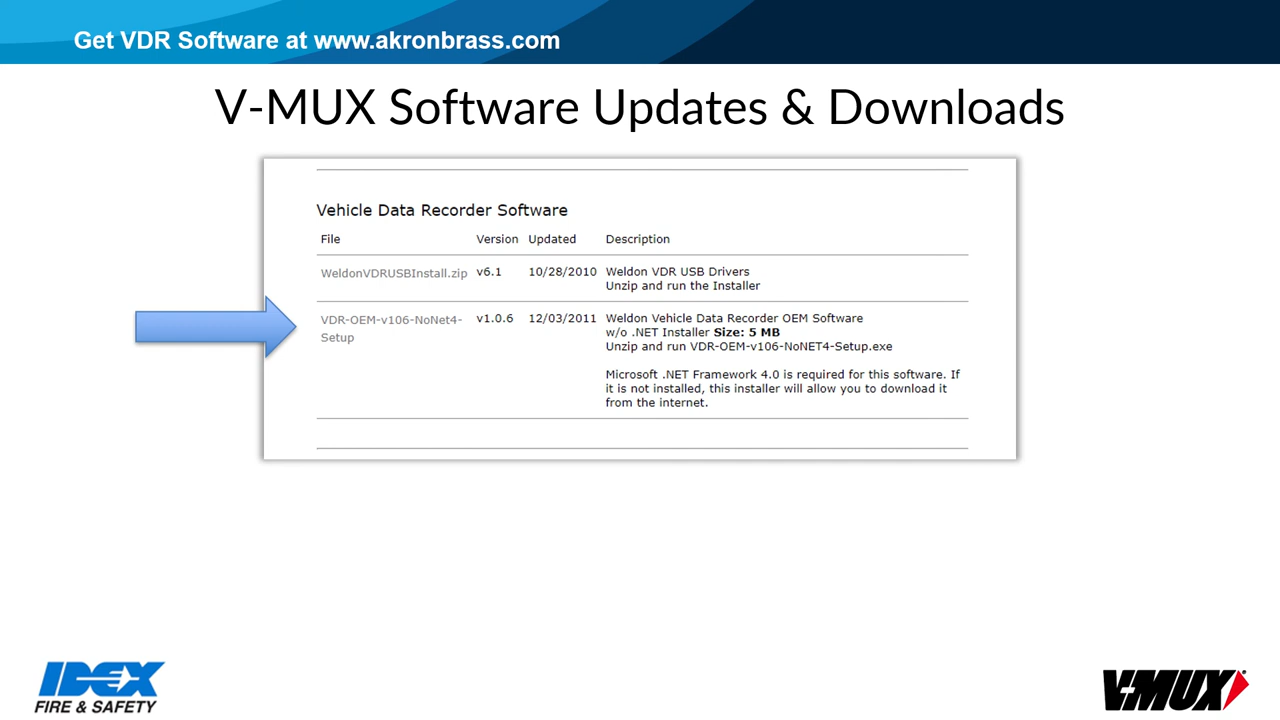 Get VDR Software at www.akronbrass.com
V-MUX Software Updates & Downloads
Vehicle Data Recorder Software
File Version Updated Description
WeldonVDRUSBInstall.zip v6.1 10/28/2010 Weldon VDR USB Drivers
Unzip and run the Installer
VDR-OEM-v106-NoNet4- v1.0.6 12/03/2011 Weldon Vehicle Data Recorder OEM Software
Setup w/o .NET Installer Size: 5 MB
Unzip and run VDR-OEM-v106-NoNET4-Setup.exe
Microsoft .NET Framework 4.0 is required for this software. If
it is not installed, this installer will allow you to download it
from the internet.
IDEX
FIRE & SAFETY
V-MUX